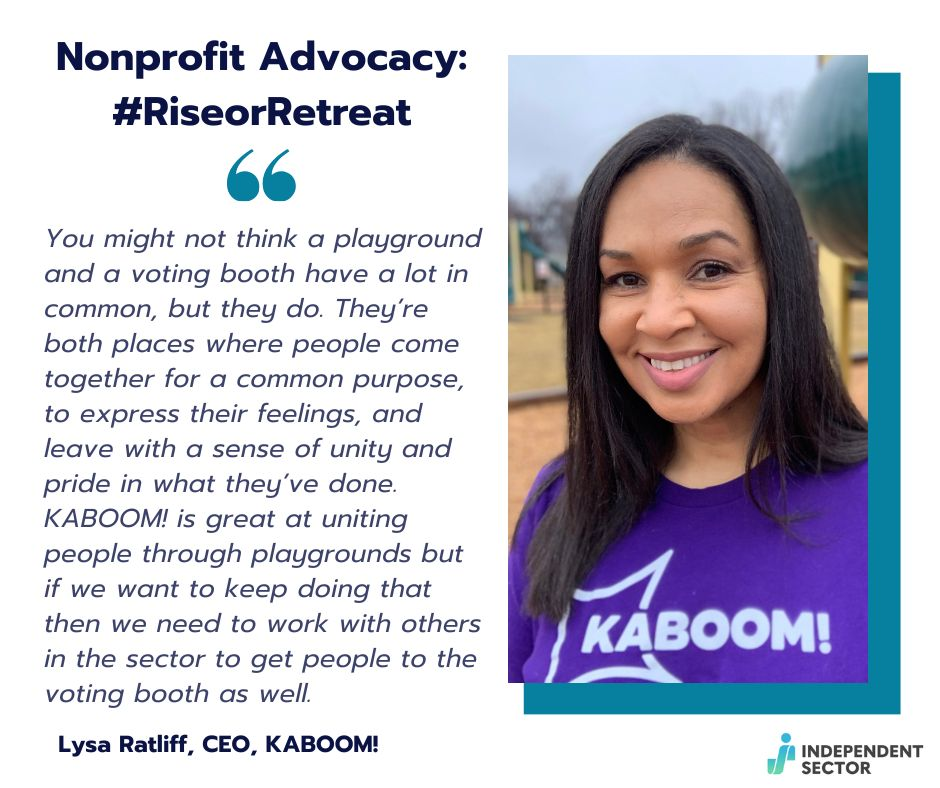 Nonprofit Advocacy:
#RiseorRetreat
“
You might not think a playground
and a voting booth have a lot in
common, but they do. They’re
both places where people come
together for a common purpose,
to express their feelings, and
leave with a sense of unity and
pride in what they’ve done.
KABOOM! is great at uniting
people through playgrounds but
if we want to keep doing that
then we need to work with others
in the sector to get people to the
voting booth as well.
Lysa Ratliff, CEO, KABOOM!
KABOOM!
INDEPENDENT
SECTOR